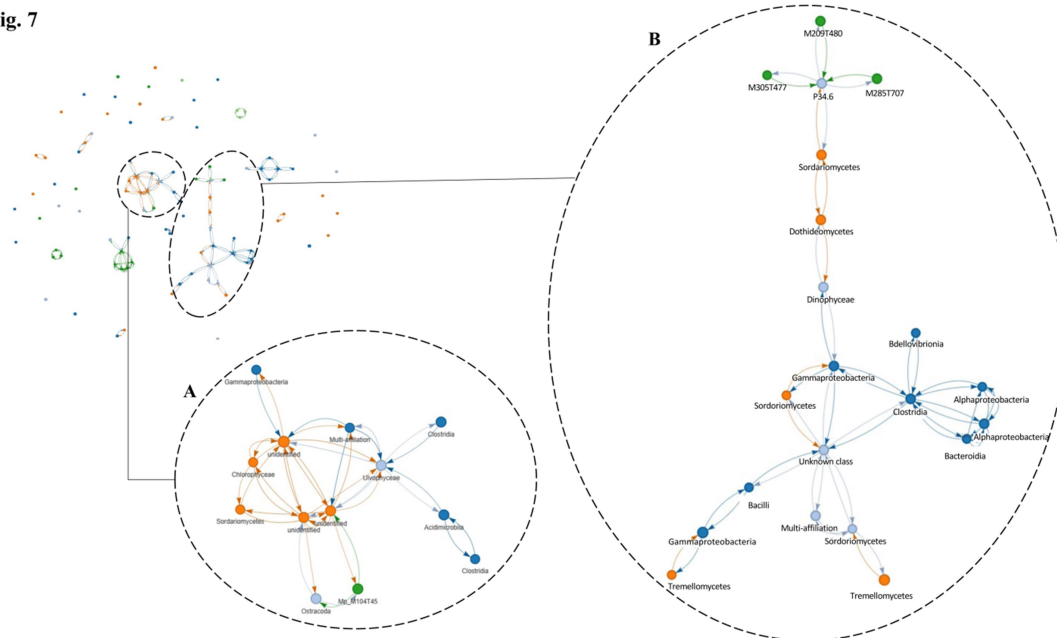 ig. 7
B
M209T480
M305T477
P34.6
M285T707
Sordariomycetes
Dothideomycetes
Dinophyceae
Bdellovibrionia
Gammaproteobacteria
Alphaproteobacteria
Sordoriomycetes
Clostridia
Alphaproteobacteria
Bacteroidia
Unknown class
Bacilli
Multi-affiliation
Sordoriomycetes
Gammaproteobacteria
Tremellomycetes
Tremellomycetes
A
Gammaproteobacteria
Multi-affiliation
Clostridia
unidentified
Chlorophyceae
Ulvophyceae
Sordariomycetes
unidentified
unidentified
Acidimicrobiia
Clostridia
Mp_M104T45
Ostracoda